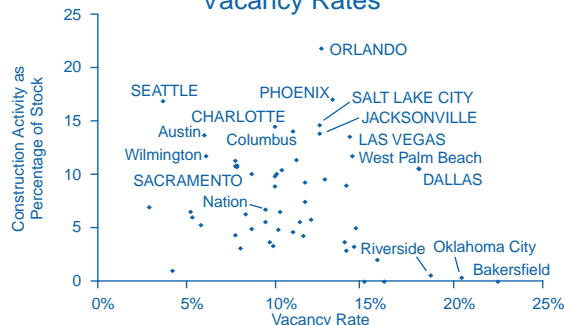 Vacancy Rates
Construction Activity as
Percentage of Stock
25
20
15
10
5
0
ORLANDO
SEATTLE
PHOENIX
SALT LAKE CITY
CHARLOTTE
JACKSONVILLE
Austin
Columbus
LAS VEGAS
Wilmington
West Palm Beach
SACRAMENTO
DALLAS
Nation
Riverside
Oklahoma City
Bakersfield
0%
5%
10%
15%
20%
25%
Vacancy Rate